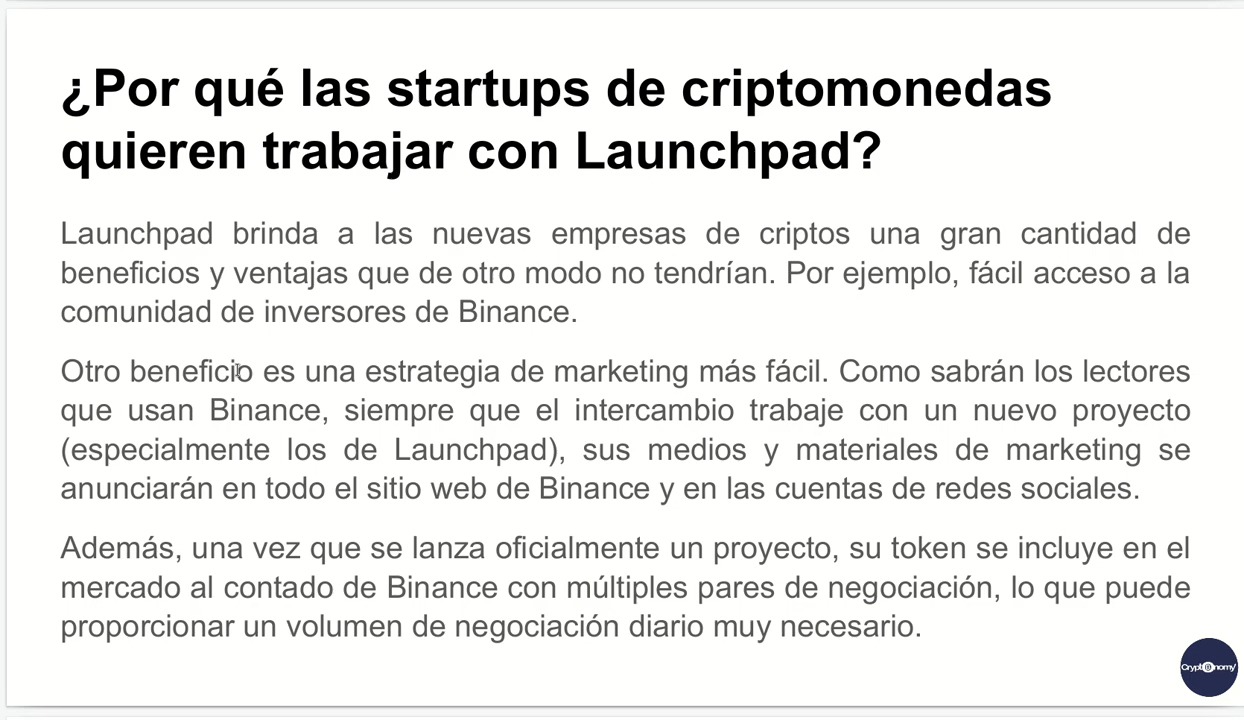 ¿Por qué las startups de criptomonedas
quieren trabajar con Launchpad?
Launchpad brinda a las nuevas empresas de criptos una gran cantidad de
beneficios y ventajas que de otro modo no tendrían. Por ejemplo, fácil acceso a la
comunidad de inversores de Binance.
Otro beneficio es una estrategia de marketing más fácil. Como sabrán los lectores
que usan Binance, siempre que el intercambio trabaje con un nuevo proyecto
(especialmente los de Launchpad), sus medios y materiales de marketing se
anunciarán en todo el sitio web de Binance y en las cuentas de redes sociales.
Además, una vez que se lanza oficialmente un proyecto, su token se incluye en el
mercado al contado de Binance con múltiples pares de negociación, lo que puede
proporcionar un volumen de negociación diario muy necesario.
Cryptonomy